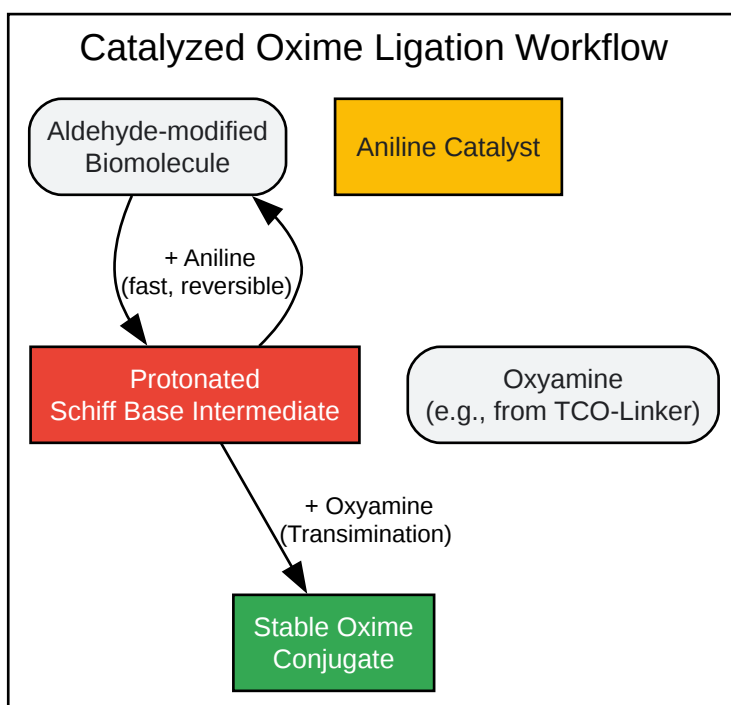 Catalyzed Oxime Ligation Workflow
Aldehyde-modified
Biomolecule
Aniline Catalyst
+ Aniline
(fast, reversible)
Protonated
Schiff Base Intermediate
Oxyamine
(e.g., from TCO-Linker)
+ Oxyamine
(Transimination)
Stable Oxime
Conjugate